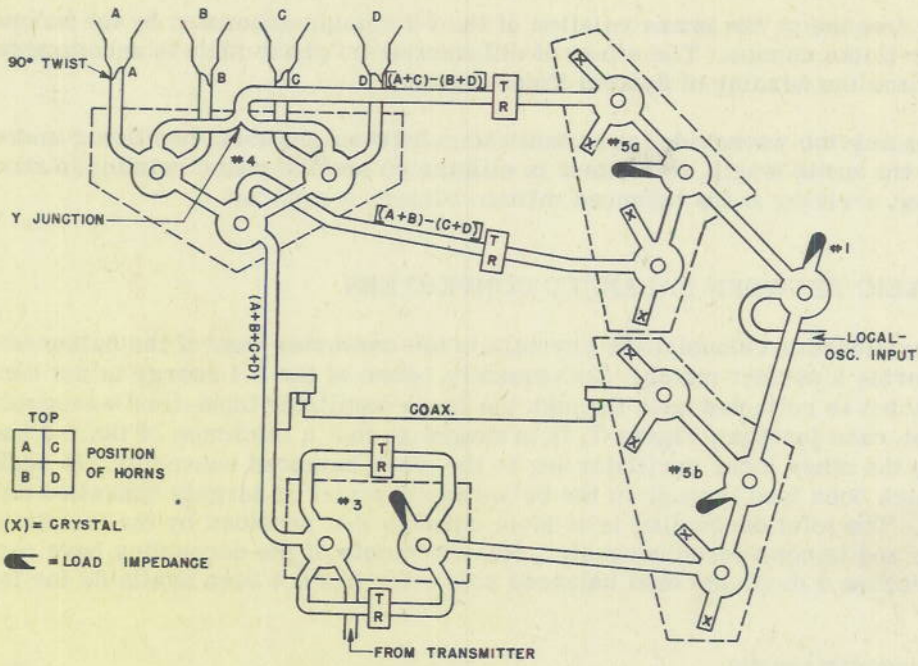 A B C D
90° TWIST
A B C D
[(A+C)-(B+D)]
T R
#5a
#4
Y JUNCTION
[(A+B)-(C+D)]
T R
#1
LOCAL-
OSC. INPUT
(A+B+C+D)
X
X
X
X
X
X
X
X
COAX.
TOP
A C
B D
POSITION
OF HORNS
T R
#3
#5b
(X)= CRYSTAL
= LOAD IMPEDANCE
T R
FROM TRANSMITTER